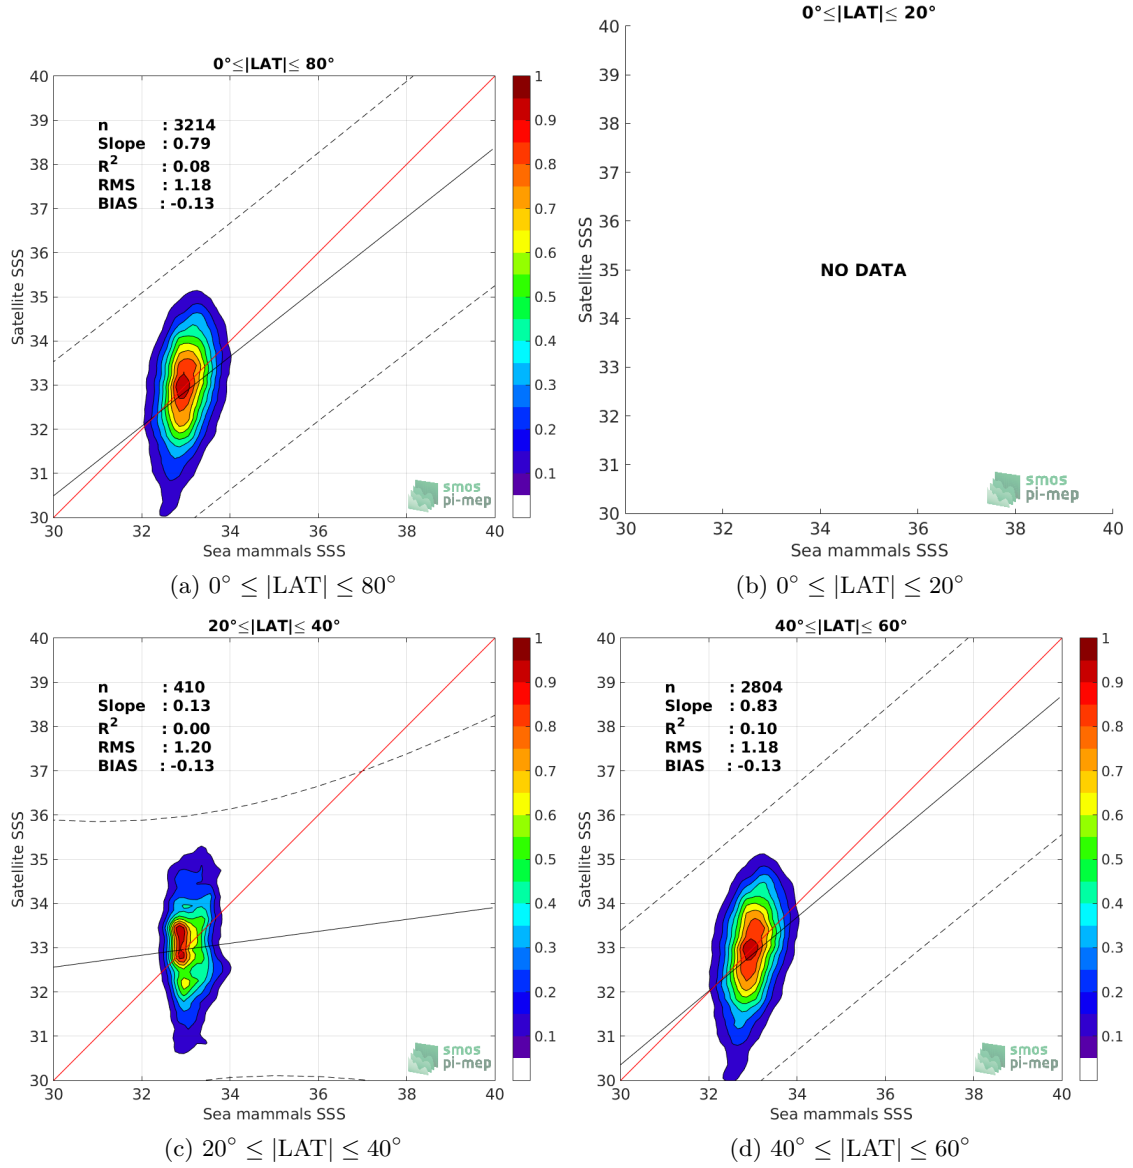 0°≤|LAT|≤ 80°
40
39
38
37
36
35
34
33
32
31
30
Satellite SSS
n : 3214
Slope : 0.79
R² : 0.08
RMS : 1.18
BIAS : -0.13
smos
pi-mep
30 32 34 36 38 40
Sea mammals SSS
1
0.9
0.8
0.7
0.6
0.5
0.4
0.3
0.2
0.1
(a) 0° ≤ |LAT| ≤ 80°
0°≤|LAT|≤ 20°
40
39
38
37
36
35
34
33
32
31
30
Satellite SSS
NO DATA
smos
pi-mep
30 32 34 36 38 40
Sea mammals SSS
(b) 0° ≤ |LAT| ≤ 20°
20°≤|LAT|≤ 40°
40
39
38
37
36
35
34
33
32
31
30
Satellite SSS
n : 410
Slope : 0.13
R² : 0.00
RMS : 1.20
BIAS : -0.13
smos
pi-mep
30 32 34 36 38 40
Sea mammals SSS
1
0.9
0.8
0.7
0.6
0.5
0.4
0.3
0.2
0.1
(c) 20° ≤ |LAT| ≤ 40°
40°≤|LAT|≤ 60°
40
39
38
37
36
35
34
33
32
31
30
Satellite SSS
n : 2804
Slope : 0.83
R² : 0.10
RMS : 1.18
BIAS : -0.13
smos
pi-mep
30 32 34 36 38 40
Sea mammals SSS
1
0.9
0.8
0.7
0.6
0.5
0.4
0.3
0.2
0.1
(d) 40° ≤ |LAT| ≤ 60°